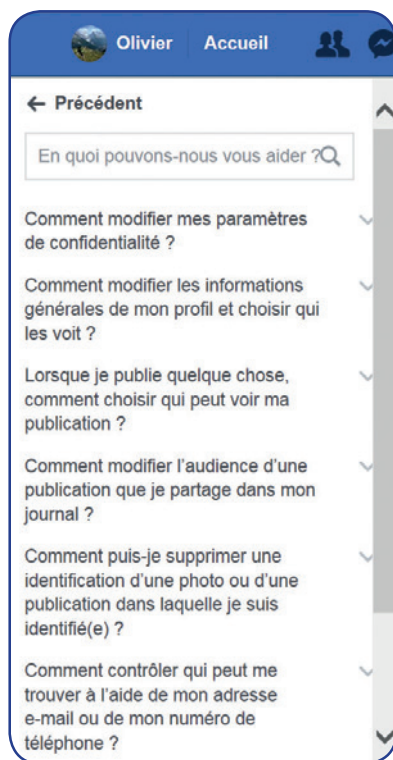 Olivier Accueil
Précédent
En quoi pouvons-nous vous aider ?
Comment modifier mes paramètres
de confidentialité ?
Comment modifier les informations
générales de mon profil et choisir qui
les voit ?
Lorsque je publie quelque chose,
comment choisir qui peut voir ma
publication ?
Comment modifier l'audience d'une
publication que je partage dans mon
journal ?
Comment puis-je supprimer une
identification d'une photo ou d'une
publication dans laquelle je suis
identifié(e) ?
Comment contrôler qui peut me
trouver à l'aide de mon adresse
e-mail ou de mon numéro de
téléphone ?